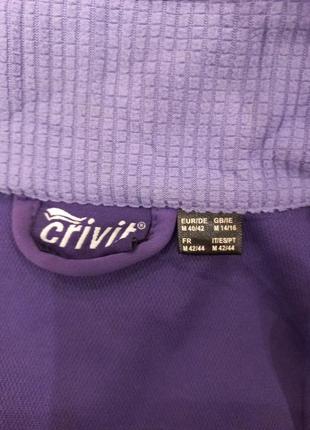 crivit®
EUR/DE GB/IE
M 40/42 M 14/16
FR IT/ES/PT
M 42/44 M 42/44